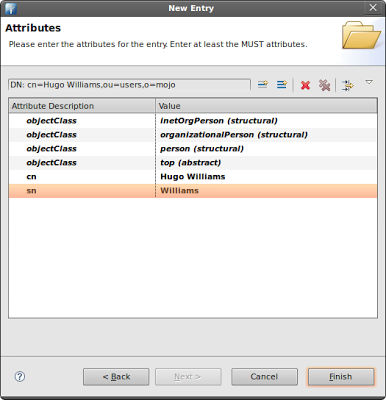 New Entry
Attributes
Please enter the attributes for the entry. Enter at least the MUST attributes.
DN: cn=Hugo Williams,ou=users,o=mojo
Attribute Description Value
objectClass inetOrgPerson (structural)
objectClass organizationalPerson (structural)
objectClass person (structural)
objectClass top (abstract)
cn Hugo Williams
sn Williams
? < Back Next > Cancel Finish